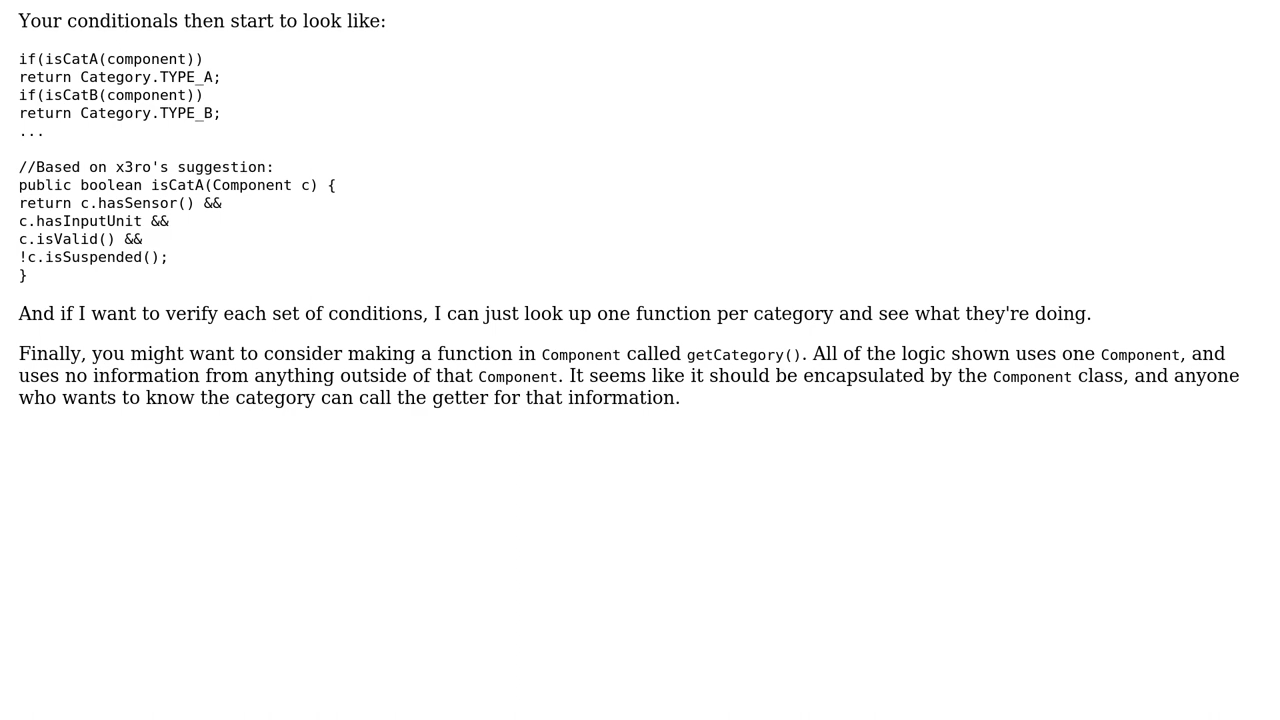 Your conditionals then start to look like:
if(isCatA(component))
return Category.TYPE_A;
if(isCatB(component))
return Category.TYPE_B;
...
//Based on x3ro's suggestion:
public boolean isCatA(Component c) {
return c.hasSensor() &&
c.hasInputUnit &&
c.isValid() &&
!c.isSuspended();
}
And if I want to verify each set of conditions, I can just look up one function per category and see what they're doing.
Finally, you might want to consider making a function in Component called getCategory(). All of the logic shown uses one Component, and
uses no information from anything outside of that Component. It seems like it should be encapsulated by the Component class, and anyone
who wants to know the category can call the getter for that information.